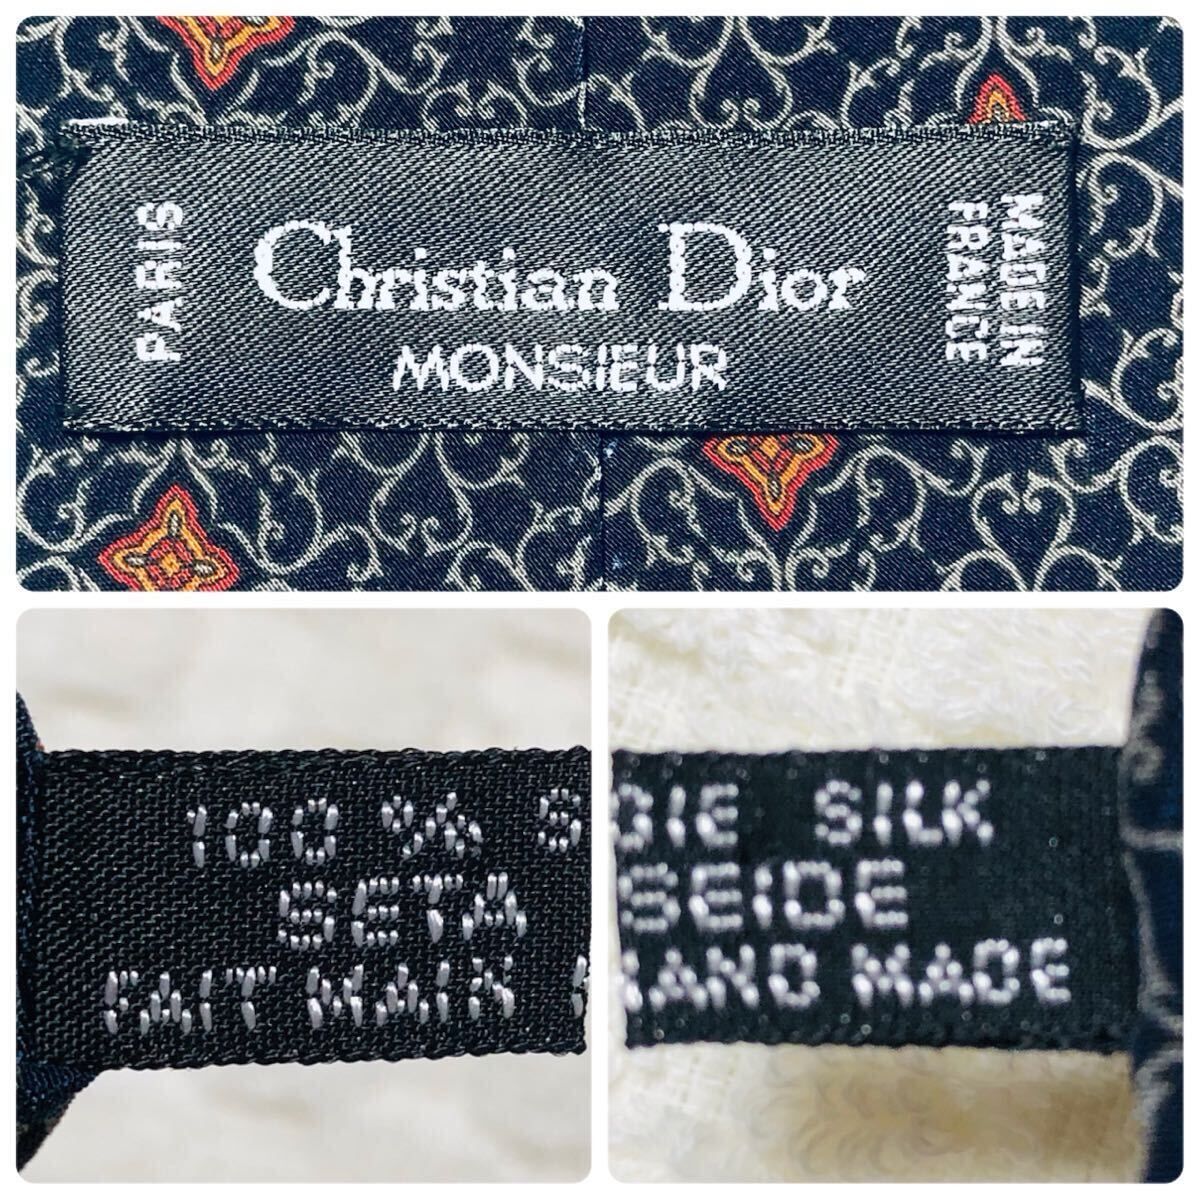 PARIS
Christian Dior
MONSIEUR
MADE IN
FRANCE
100 % S
SETA
FAIT MAIN
OIE SILK
SEIDE
HAND MADE